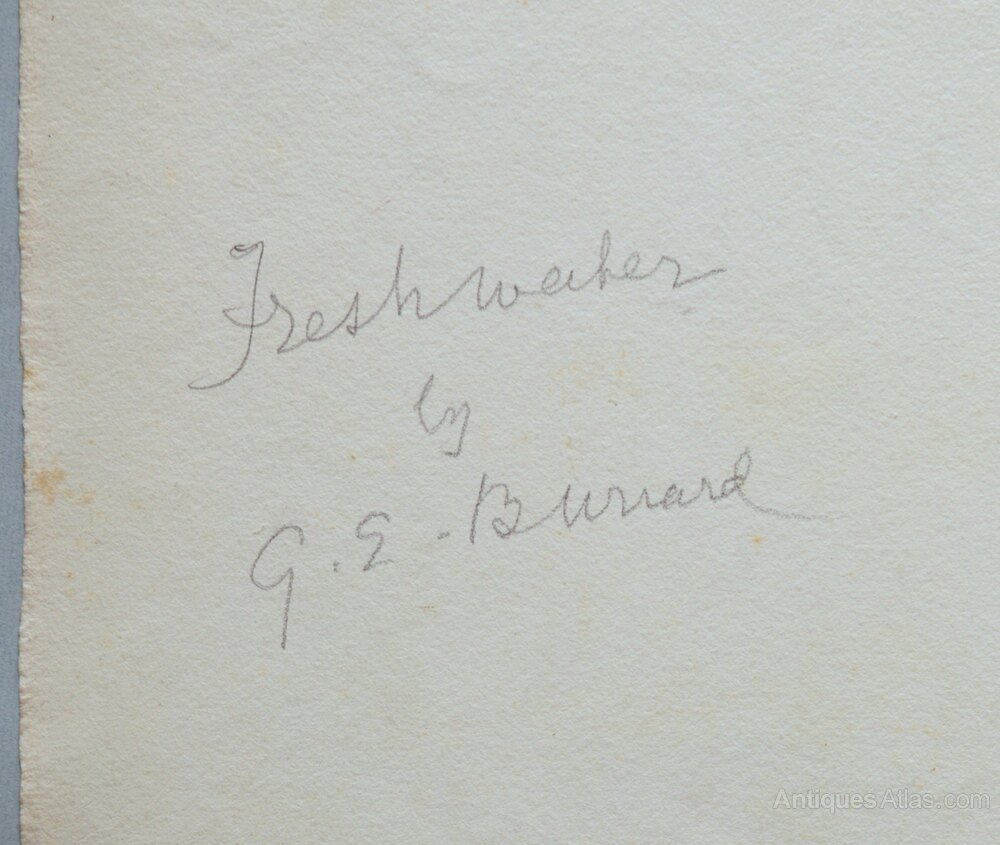 Freshwater
by
G. E. Burrard
AntiquesAtlas.com